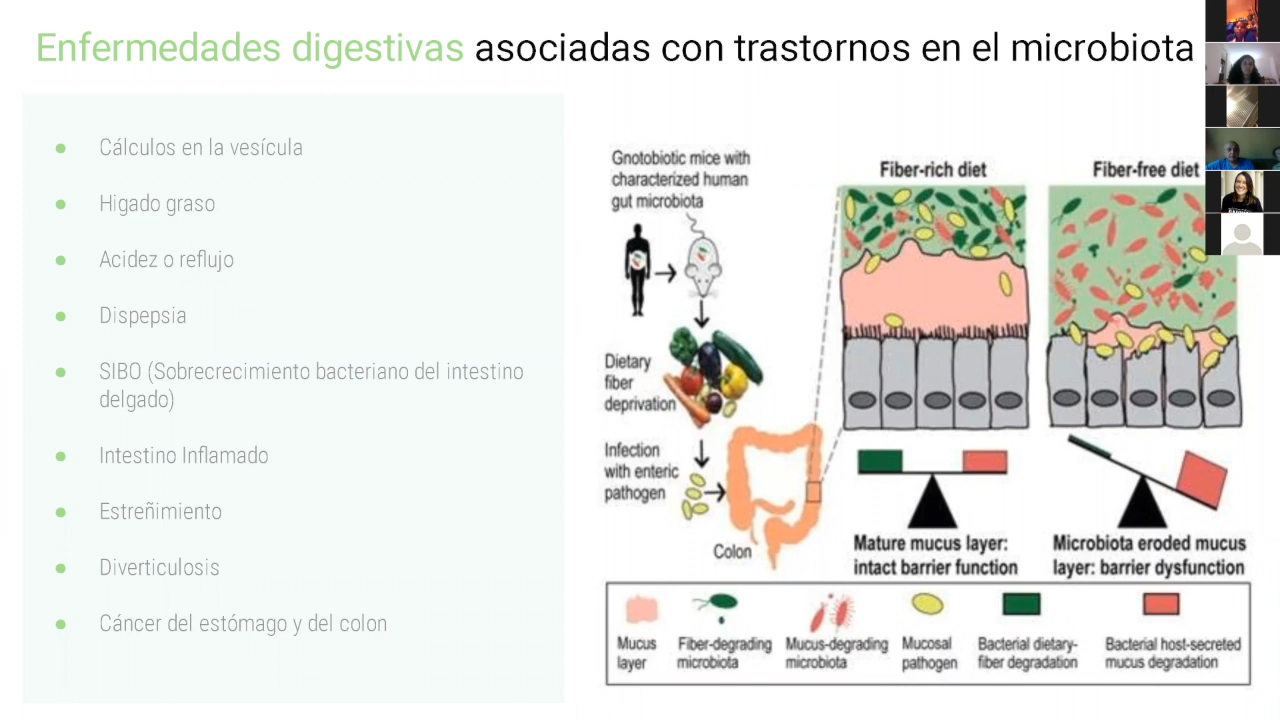 Enfermedades digestivas asociadas con trastornos en el microbiota
Cálculos en la vesícula
Higado graso
Acidez o reflujo
Dispepsia
SIBO (Sobrecrecimiento bacteriano del intestino
delgado)
Intestino Inflamado
Estreñimiento
Diverticulosis
Cáncer del estómago y del colon
Gnotobiotic mice with
characterized human
gut microbiota
Dietary
fiber
deprivation
Infection
with enteric
pathogen
Colon
Fiber-rich diet
Fiber-free diet
Mature mucus layer:
intact barrier function
Microbiota eroded mucus
layer: barrier dysfunction
Mucus
layer
Fiber-degrading
microbiota
Mucus-degrading
microbiota
Mucosal
pathogen
Bacterial dietary-
fiber degradation
Bacterial host-secreted
mucus degradation